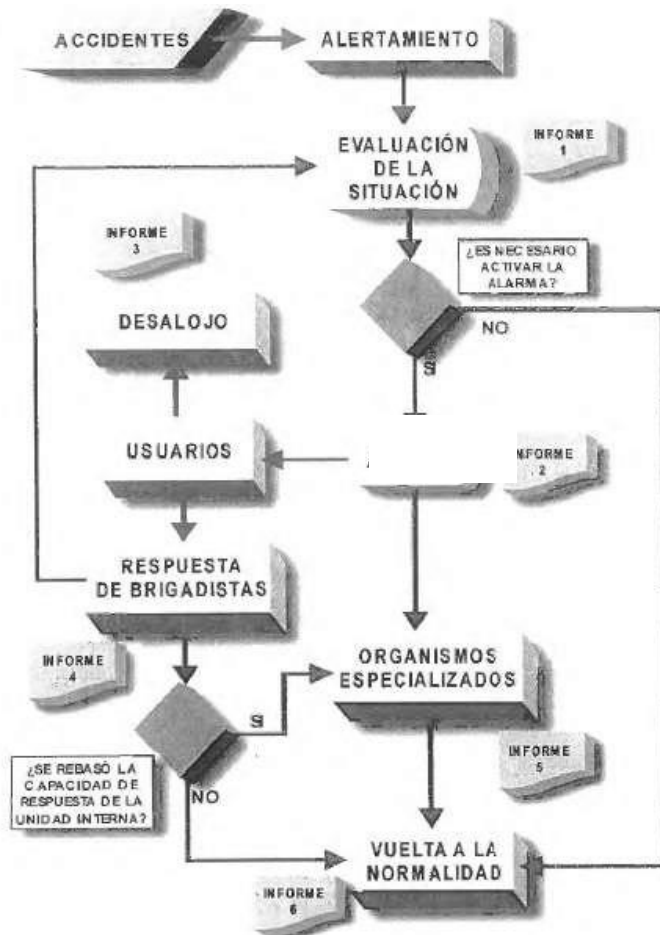 ACCIDENTES
ALERTAMIENTO
EVALUACIÓN
DE LA
SITUACIÓN
INFORME
1
¿ES NECESARIO
ACTIVAR LA
ALARMA?
NO
INFORME
3
DESALOJO
USUARIOS
INFORME
2
RESPUESTA
DE BRIGADISTAS
INFORME
4
ORGANISMOS
ESPECIALIZADOS
SI
¿SE REBASÓ LA
CAPACIDAD DE
RESPUESTA DE LA
UNIDAD INTERNA?
NO
INFORME
5
VUELTA A LA
NORMALIDAD
INFORME
6